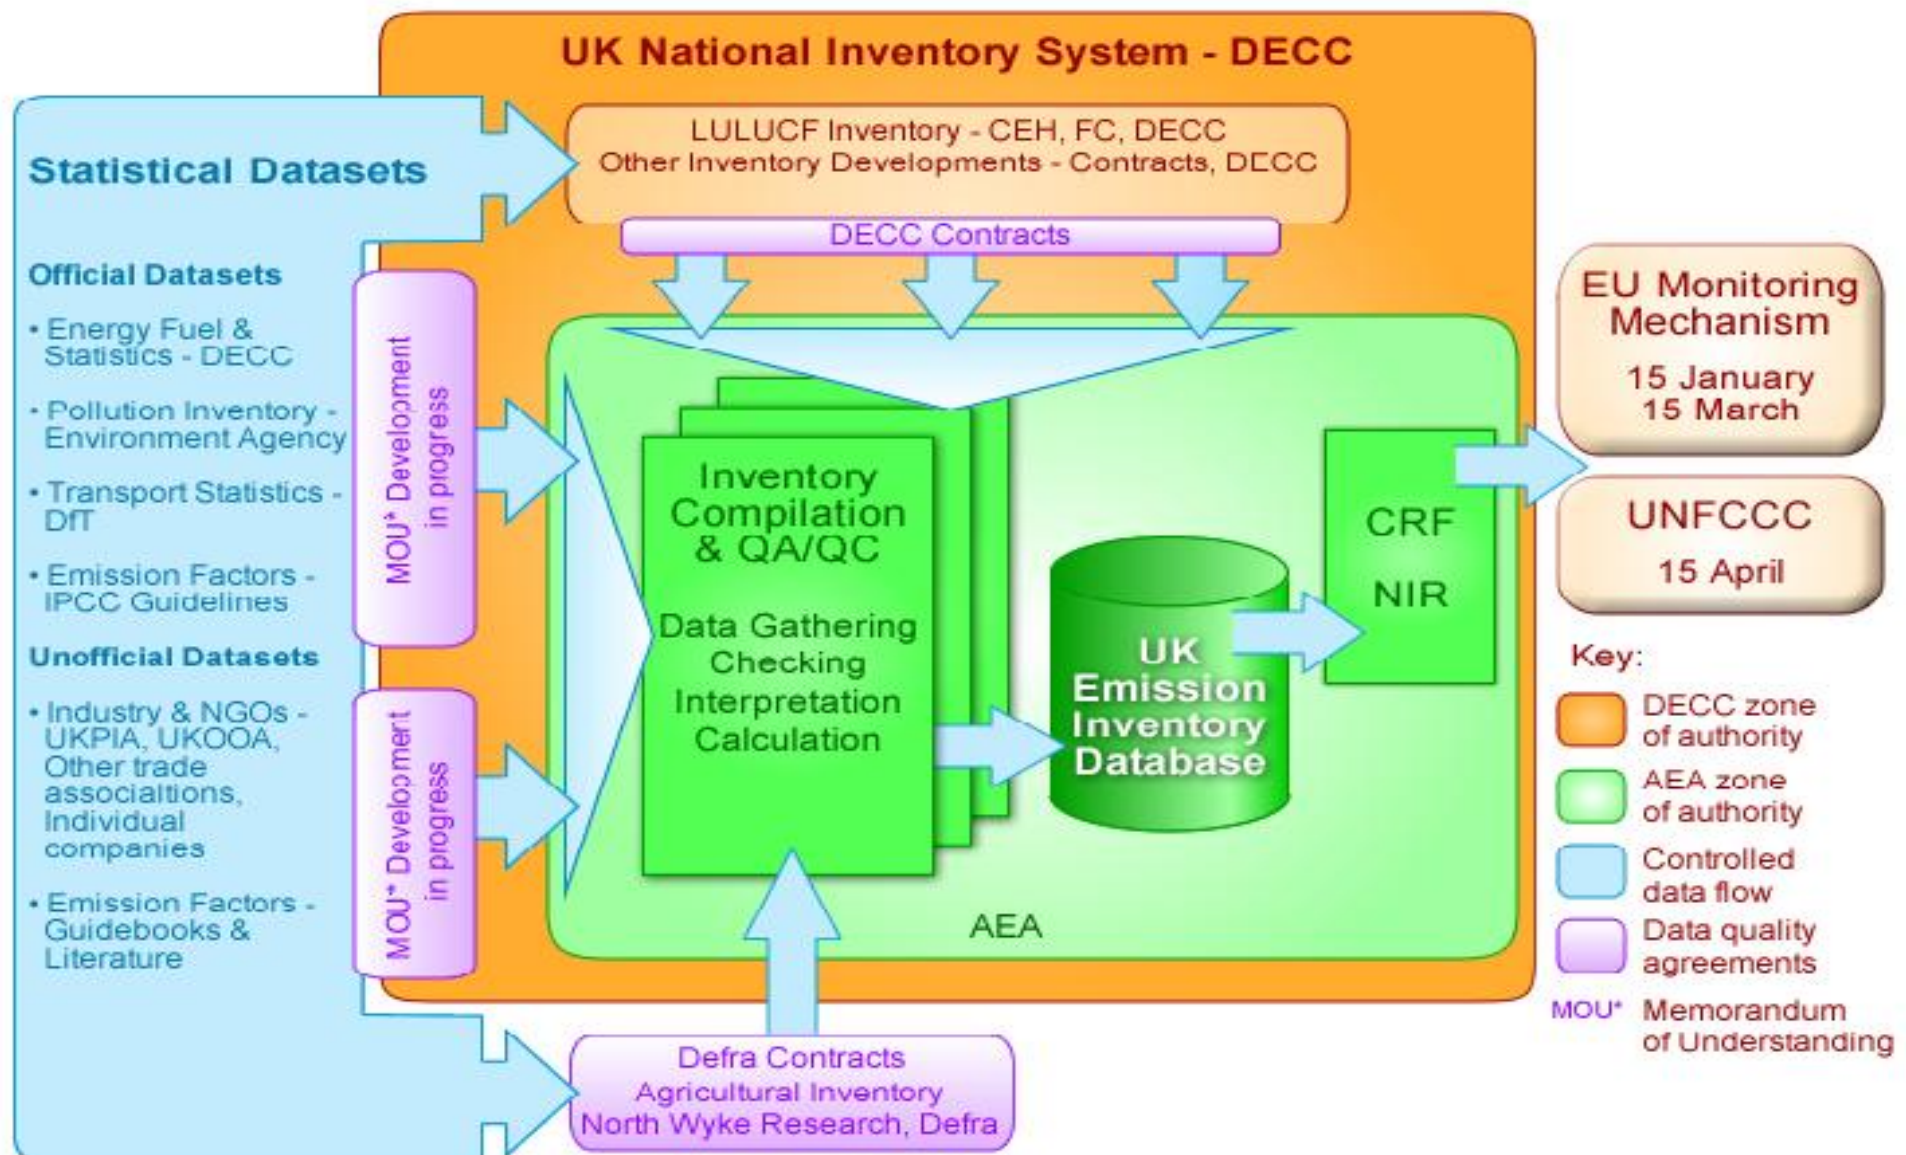 UK National Inventory System - DECC
LULUCF Inventory - CEH, FC, DECC
Other Inventory Developments - Contracts, DECC
DECC Contracts
Statistical Datasets
Official Datasets
• Energy Fuel &
Statistics - DECC
• Pollution Inventory -
Environment Agency
• Transport Statistics -
DfT
• Emission Factors -
IPCC Guidelines
Unofficial Datasets
• Industry & NGOs -
UKPIA, UKOOA,
Other trade
associaltions,
Individual
companies
• Emission Factors -
Guidebooks &
Literature
MOU* Development
in progress
MOU* Development
in progress
Inventory
Compilation
& QA/QC
Data Gathering
Checking
Interpretation
Calculation
UK
Emission
Inventory
Database
CRF
NIR
AEA
Defra Contracts
Agricultural Inventory
North Wyke Research, Defra
EU Monitoring
Mechanism
15 January
15 March
UNFCCC
15 April
Key:
DECC zone
of authority
AEA zone
of authority
Controlled
data flow
Data quality
agreements
MOU* Memorandum
of Understanding